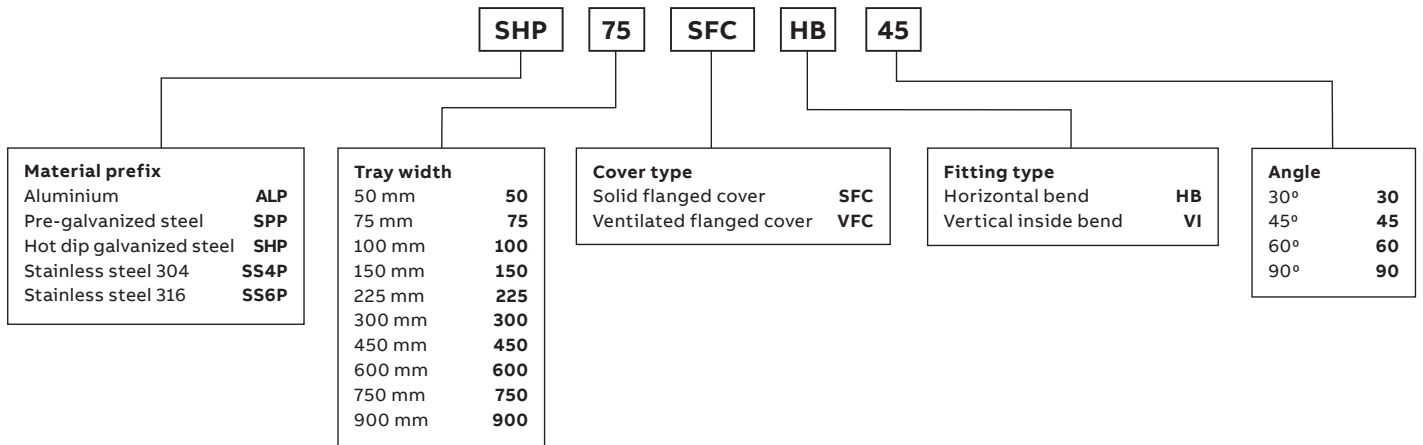 SHP 75 SFC HB 45
Material prefix
Aluminium ALP
Pre-galvanized steel SPP
Hot dip galvanized steel SHP
Stainless steel 304 SS4P
Stainless steel 316 SS6P
Tray width
50 mm 50
75 mm 75
100 mm 100
150 mm 150
225 mm 225
300 mm 300
450 mm 450
600 mm 600
750 mm 750
900 mm 900
Cover type
Solid flanged cover SFC
Ventilated flanged cover VFC
Fitting type
Horizontal bend HB
Vertical inside bend VI
Angle
30º 30
45º 45
60º 60
90º 90